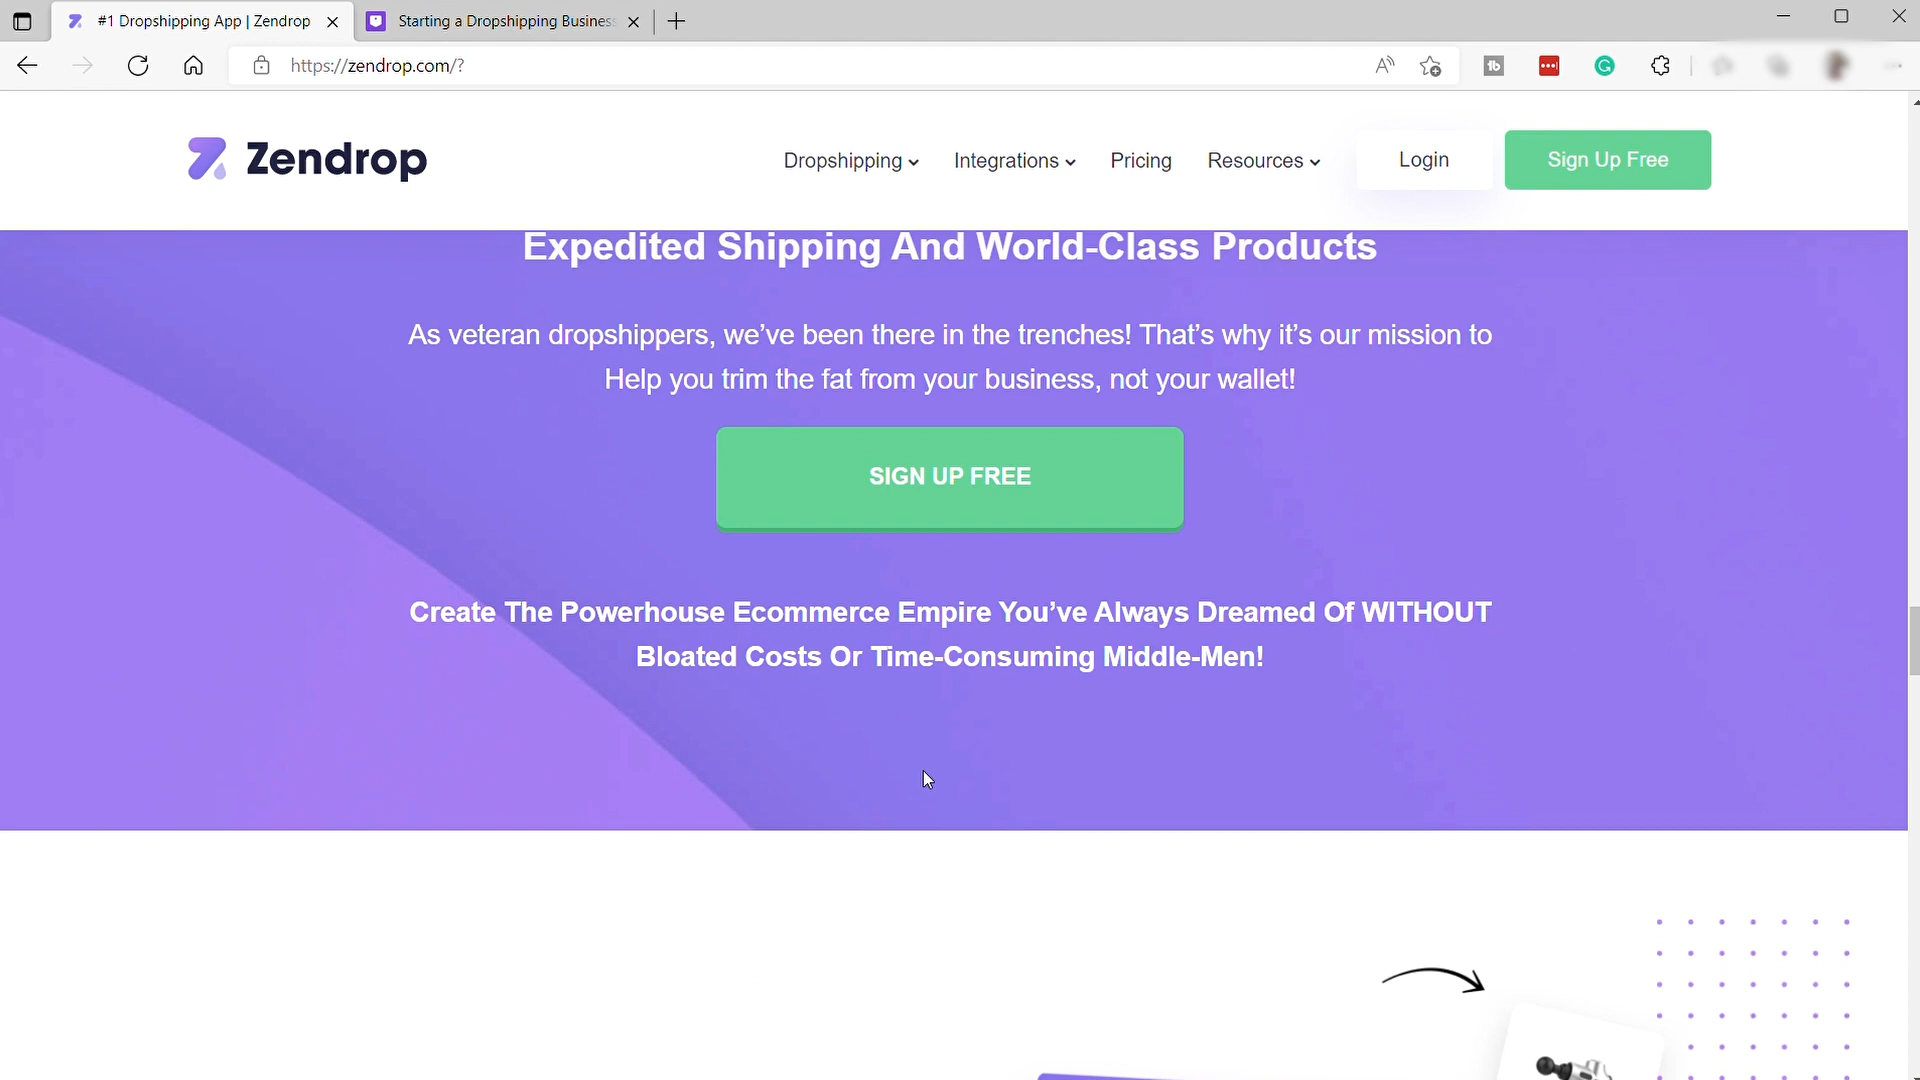 #1 Dropshipping App | Zendrop
Starting a Dropshipping Busines
https://zendrop.com/?
Zendrop
Dropshipping
Integrations
Pricing
Resources
Login
Sign Up Free
Expedited Shipping And World-Class Products
As veteran dropshippers, we’ve been there in the trenches! That’s why it’s our mission to
Help you trim the fat from your business, not your wallet!
SIGN UP FREE
Create The Powerhouse Ecommerce Empire You’ve Always Dreamed Of WITHOUT
Bloated Costs Or Time-Consuming Middle-Men!